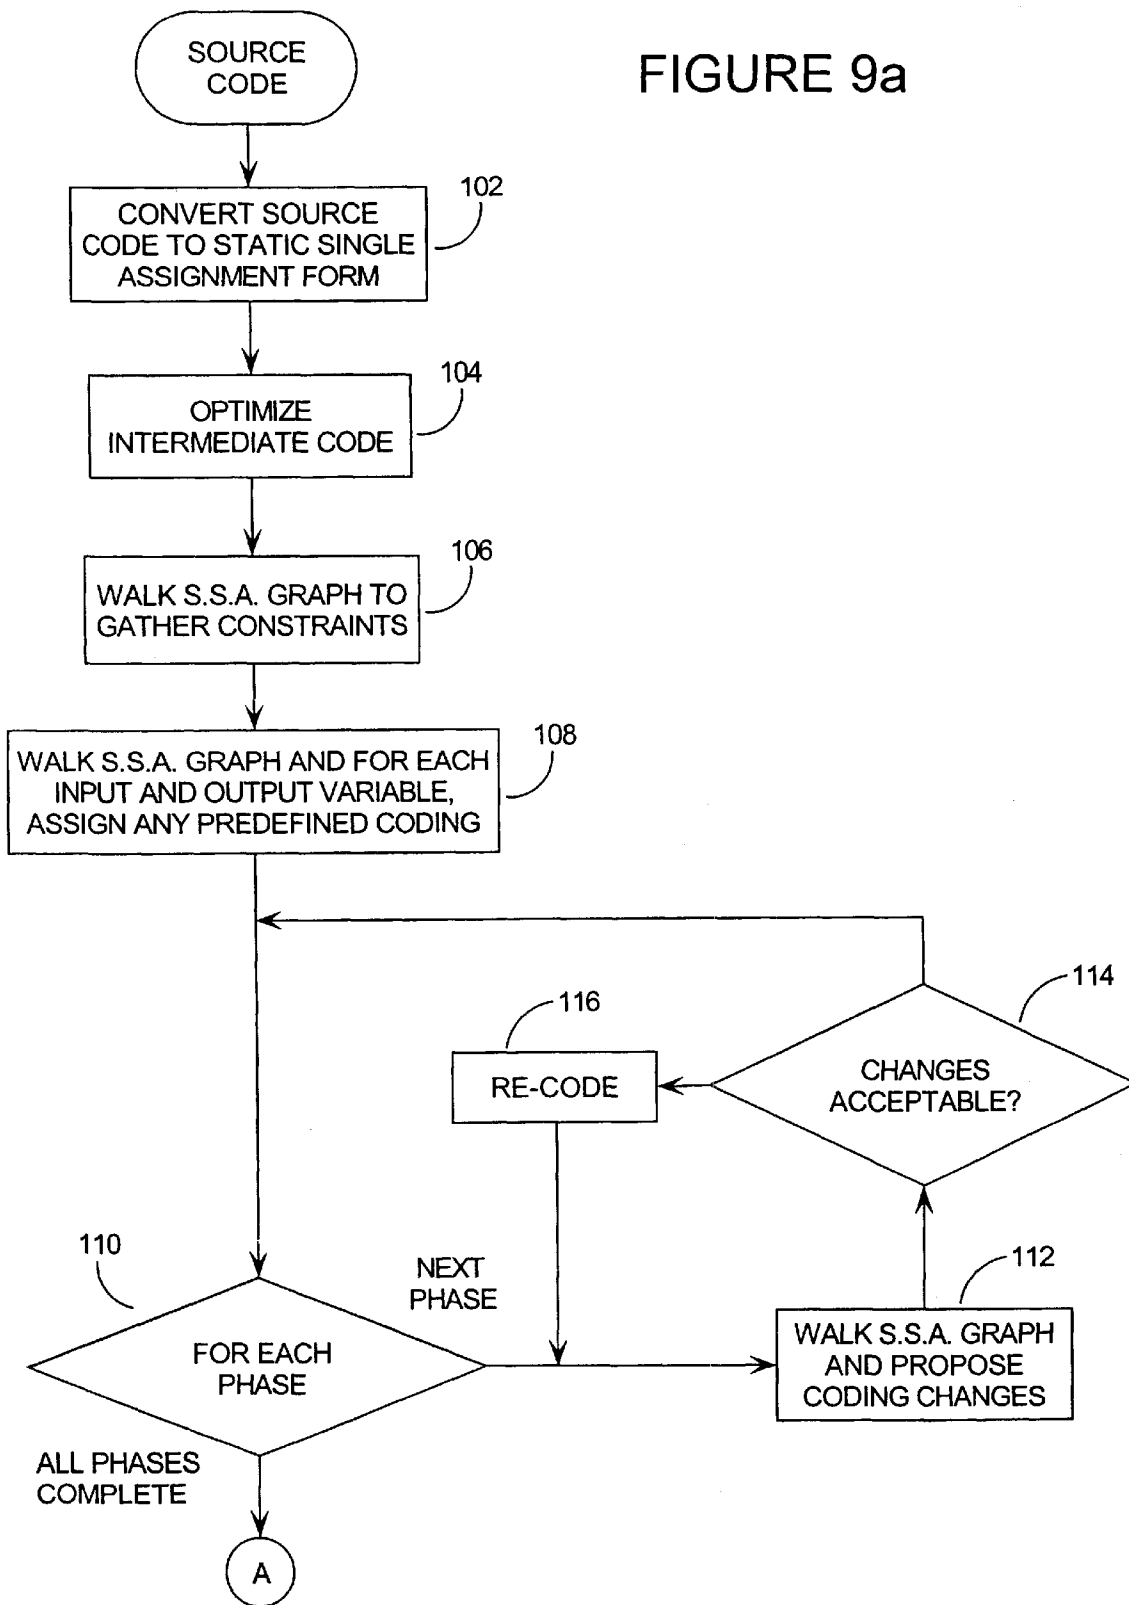 SOURCE
CODE
FIGURE 9a
102
CONVERT SOURCE
CODE TO STATIC SINGLE
ASSIGNMENT FORM
104
OPTIMIZE
INTERMEDIATE CODE
106
WALK S.S.A. GRAPH TO
GATHER CONSTRAINTS
108
WALK S.S.A. GRAPH AND FOR EACH
INPUT AND OUTPUT VARIABLE,
ASSIGN ANY PREDEFINED CODING
114
116
CHANGES
ACCEPTABLE?
RE-CODE
110
NEXT
PHASE
112
FOR EACH
PHASE
WALK S.S.A. GRAPH
AND PROPOSE
CODING CHANGES
ALL PHASES
COMPLETE
A